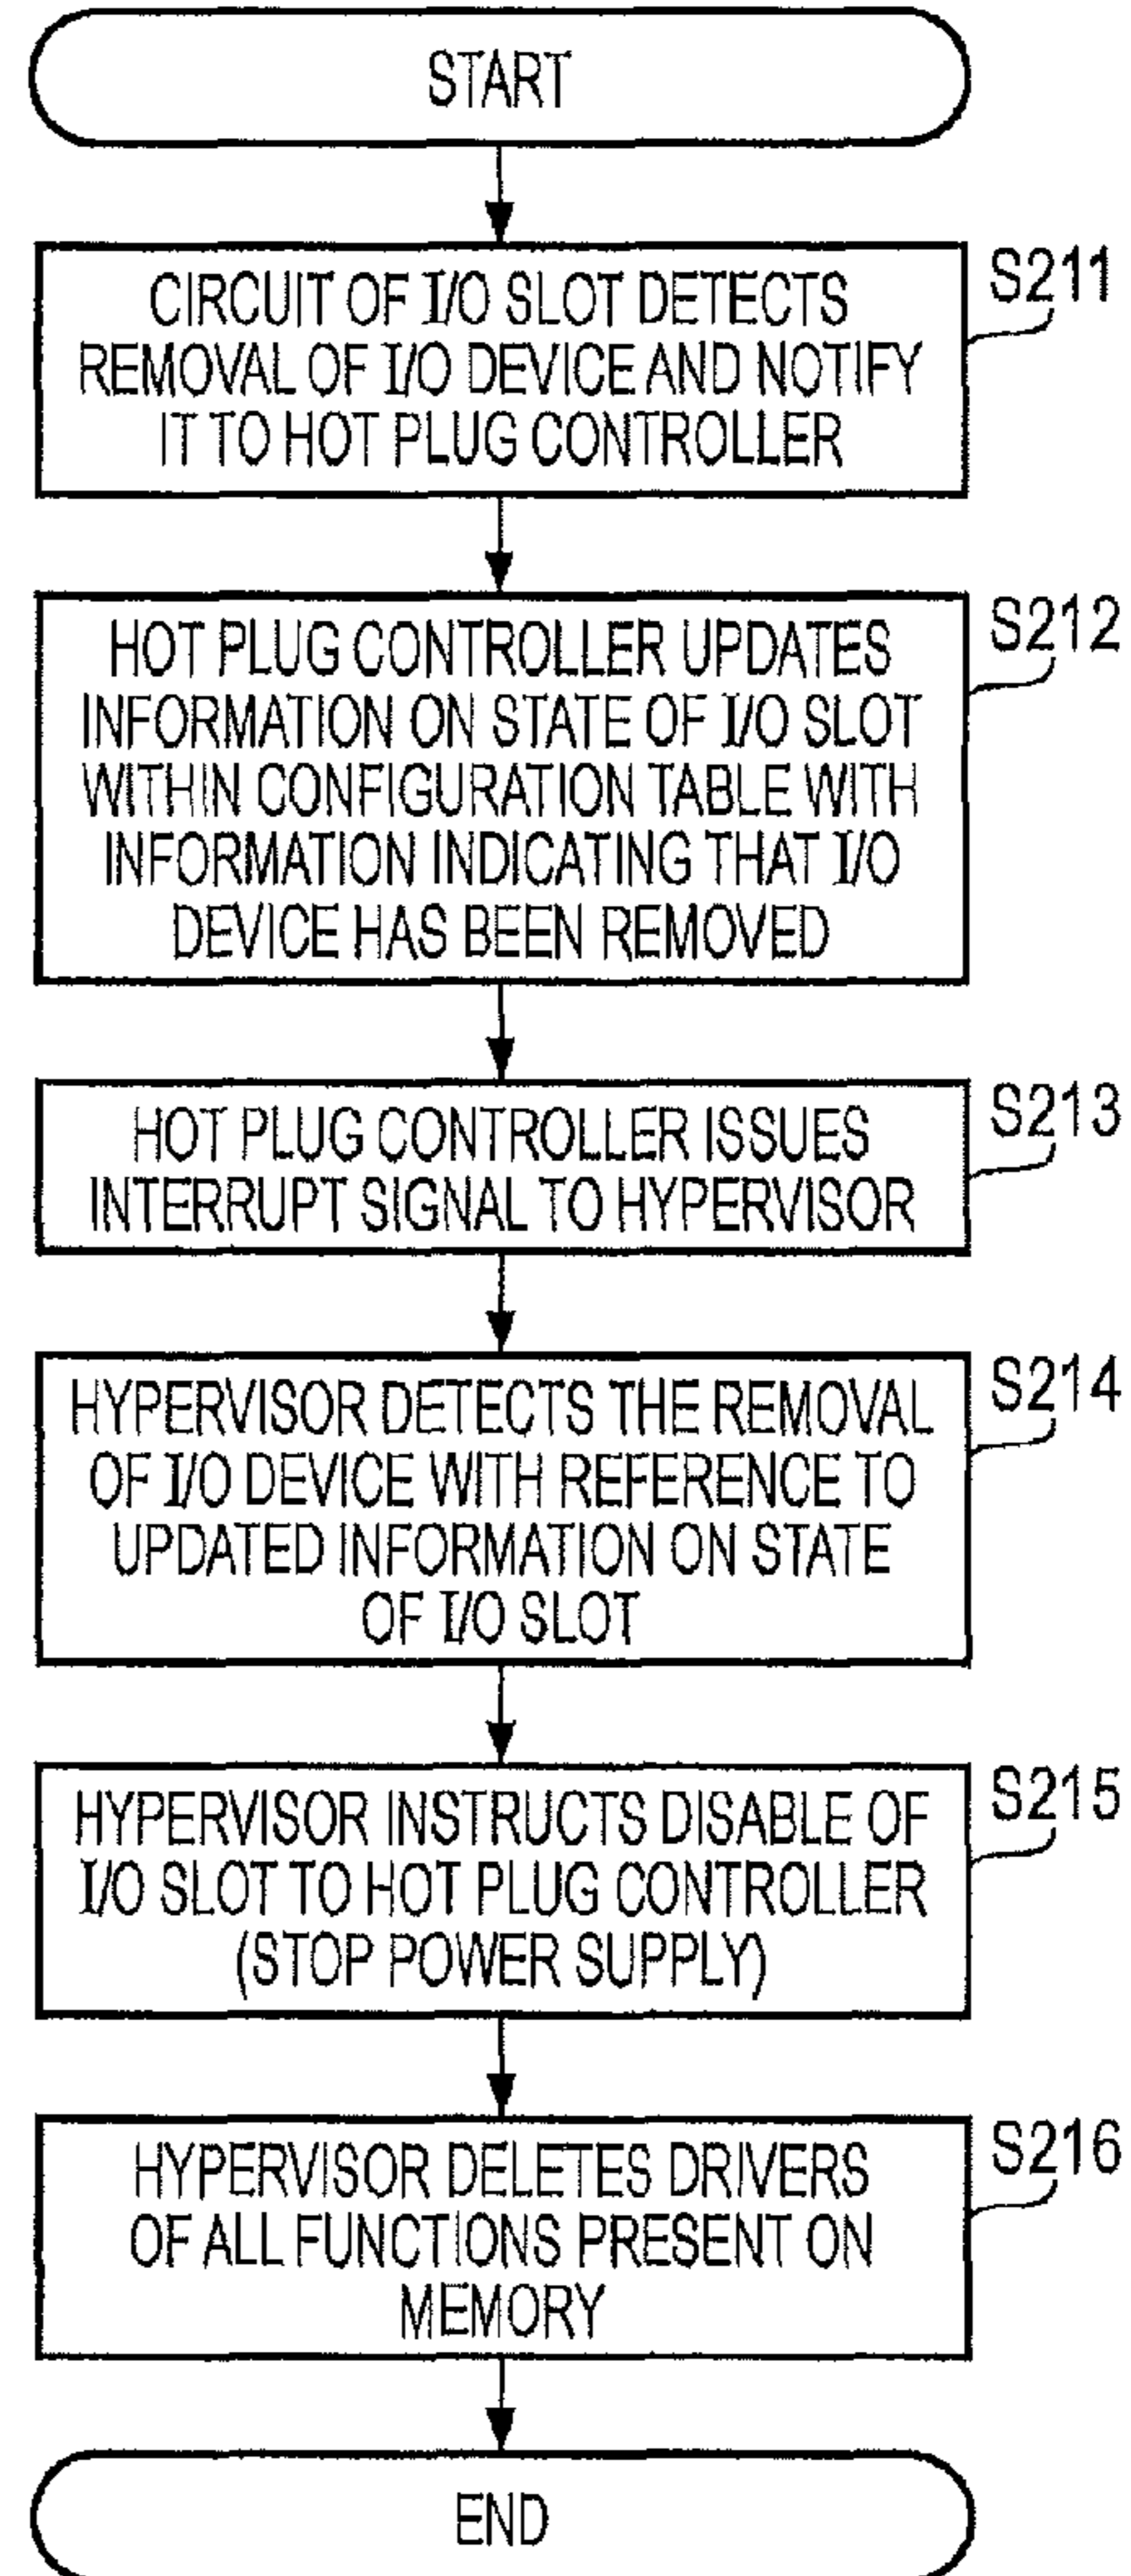 START
CIRCUIT OF I/O SLOT DETECTS
REMOVAL OF I/O DEVICE AND NOTIFY
IT TO HOT PLUG CONTROLLER
S211
HOT PLUG CONTROLLER UPDATES
INFORMATION ON STATE OF I/O SLOT
WITHIN CONFIGURATION TABLE WITH
INFORMATION INDICATING THAT I/O
DEVICE HAS BEEN REMOVED
S212
HOT PLUG CONTROLLER ISSUES
INTERRUPT SIGNAL TO HYPERVISOR
S213
HYPERVISOR DETECTS THE REMOVAL
OF I/O DEVICE WITH REFERENCE TO
UPDATED INFORMATION ON STATE
OF I/O SLOT
S214
HYPERVISOR INSTRUCTS DISABLE OF
I/O SLOT TO HOT PLUG CONTROLLER
(STOP POWER SUPPLY)
S215
HYPERVISOR DELETES DRIVERS
OF ALL FUNCTIONS PRESENT ON
MEMORY
S216
END